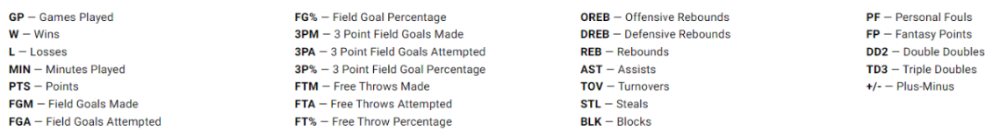 GP — Games Played
W — Wins
L — Losses
MIN — Minutes Played
PTS — Points
FGM — Field Goals Made
FGA — Field Goals Attempted
FG% — Field Goal Percentage
3PM — 3 Point Field Goals Made
3PA — 3 Point Field Goals Attempted
3P% — 3 Point Field Goal Percentage
FTM — Free Throws Made
FTA — Free Throws Attempted
FT% — Free Throw Percentage
OREB — Offensive Rebounds
DREB — Defensive Rebounds
REB — Rebounds
AST — Assists
TOV — Turnovers
STL — Steals
BLK — Blocks
PF — Personal Fouls
FP — Fantasy Points
DD2 — Double Doubles
TD3 — Triple Doubles
+/- — Plus-Minus